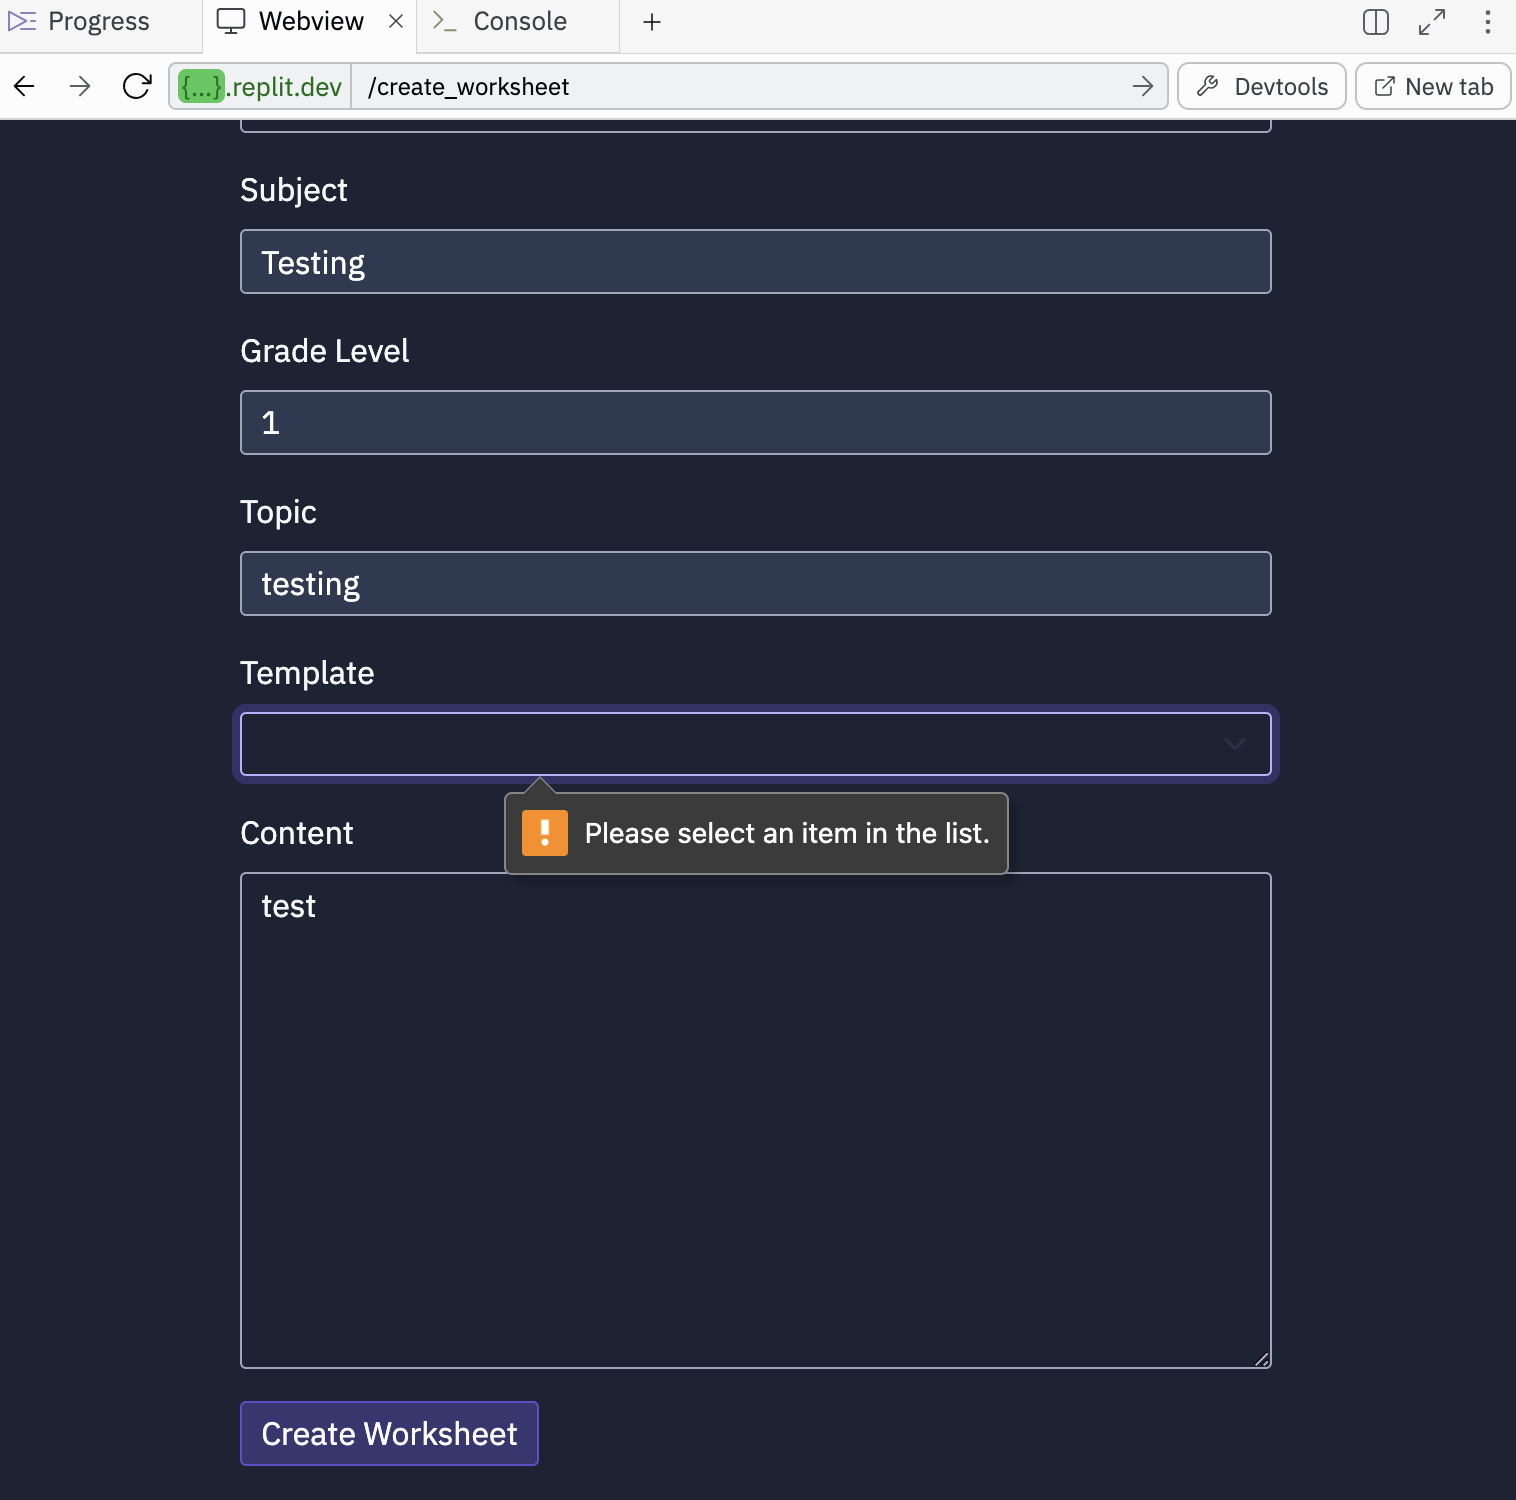 Progress
Webview
Console
{...}.replit.dev
/create_worksheet
Devtools
New tab
Subject
Testing
Grade Level
1
Topic
testing
Template
Please select an item in the list.
Content
test
Create Worksheet